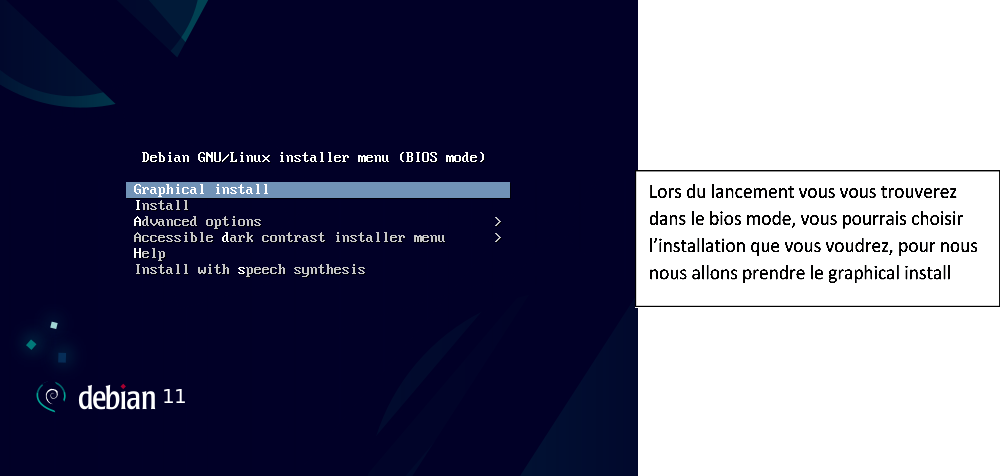 Debian GNU/Linux installer menu (BIOS mode)
Graphical install
Install
Advanced options >
Accessible dark contrast installer menu >
Help
Install with speech synthesis
debian 11
Lors du lancement vous vous trouverez
dans le bios mode, vous pourrais choisir
l'installation que vous voudrez, pour nous
nous allons prendre le graphical install